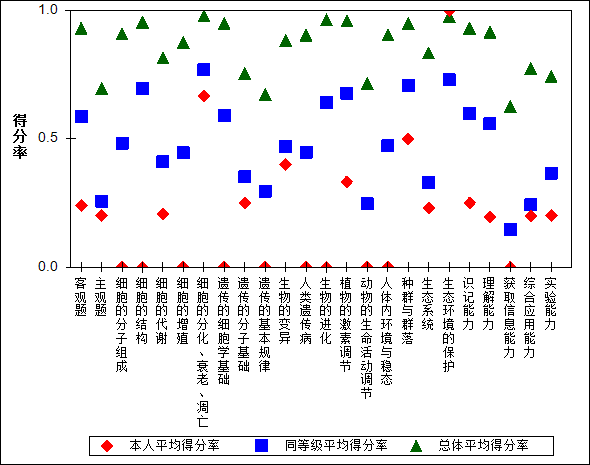 1.0
0.5
0.0
得分率
客观题
主观题
细胞的分子组成
细胞的结构
细胞的代谢
细胞的增殖
细胞的分化、衰老、凋亡
遗传的细胞学基础
遗传的分子基础
遗传的基本规律
生物的变异
人类遗传病
生物的进化
植物的激素调节
动物的生命活动调节
人体内环境与稳态
种群与群落
生态系统
生态环境的保护
识记能力
理解能力
获取信息能力
综合应用能力
实验能力
本人平均得分率 同等级平均得分率 总体平均得分率